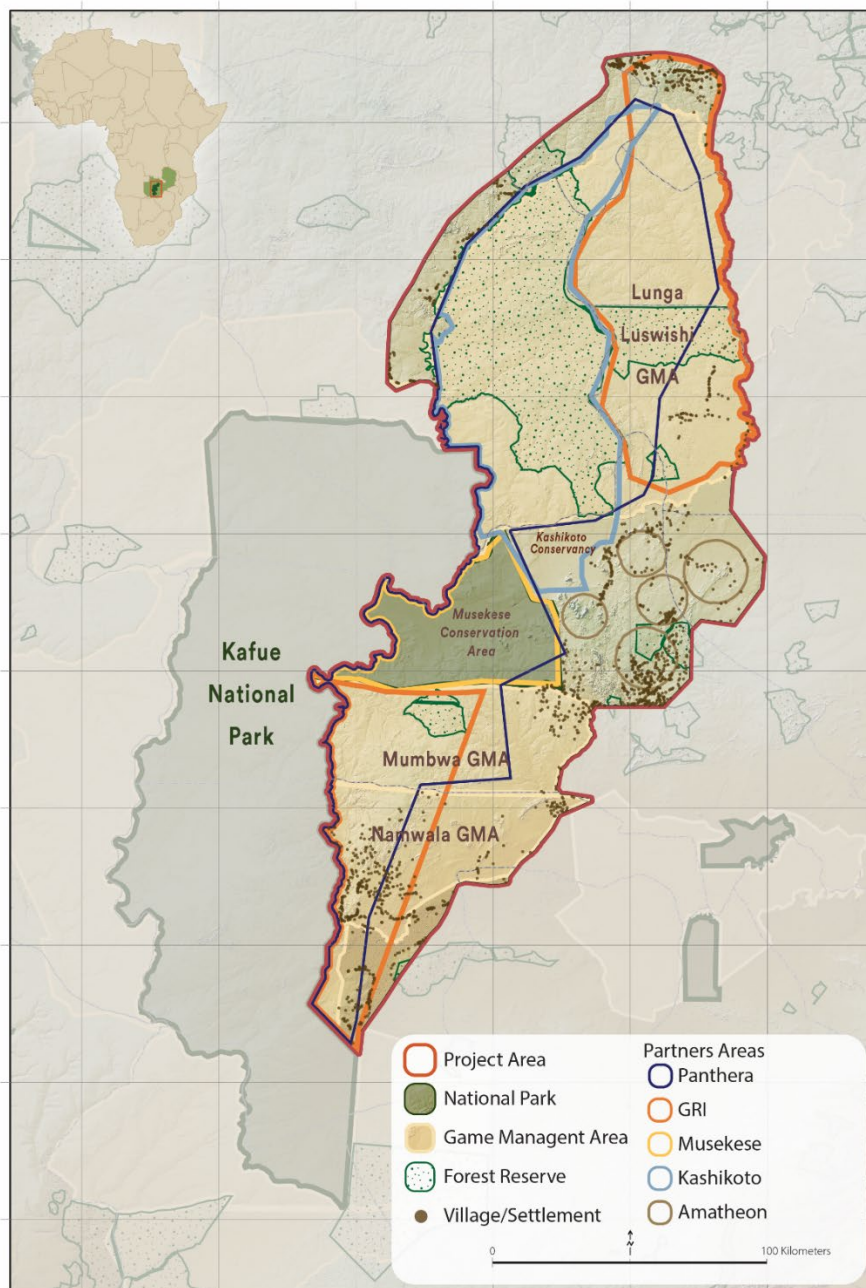 Lunga
Luswishi
GMA
Kashikoto
Conservancy
Musekese
Conservation
Area
Kafue
National
Park
Mumbwa GMA
Namwala GMA
Project Area
National Park
Game Managent Area
Forest Reserve
Village/Settlement
Partners Areas
Panthera
GRI
Musekese
Kashikoto
Amatheon
N
0
100 Kilometers